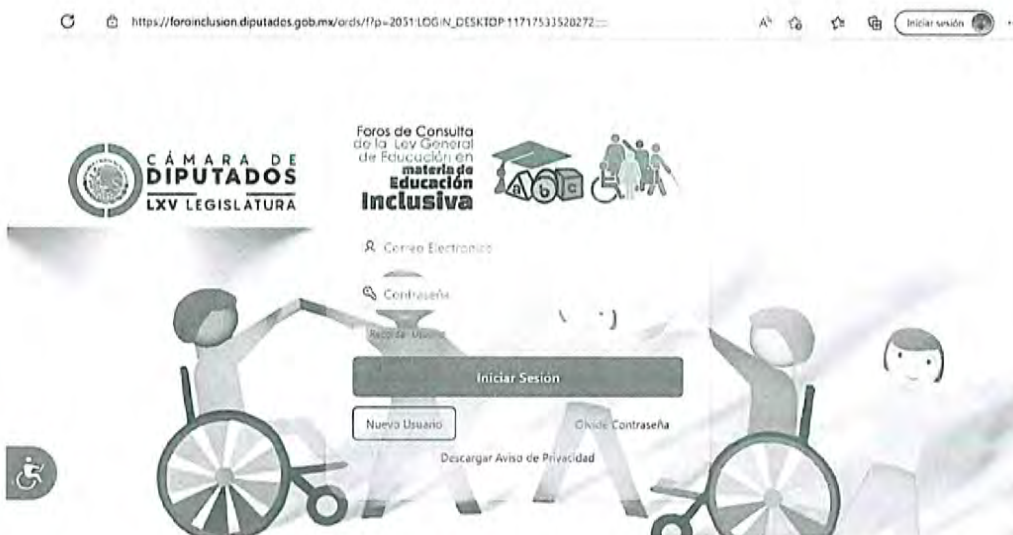 https://foroinclusion.diputados.gob.mx/ords/f?p=2051:LOGIN_DESKTOP:11717533520272:::::
Iniciar sesión
CÁMARA DE
DIPUTADOS
LXV LEGISLATURA
Foros de Consulta
de la Ley General
de Educación en
materia de
Educación
Inclusiva
a b c
Correo Electronico
Contraseña
Recordar Usuario
Iniciar Sesión
Nuevo Usuario
Olvide Contraseña
Descargar Aviso de Privacidad